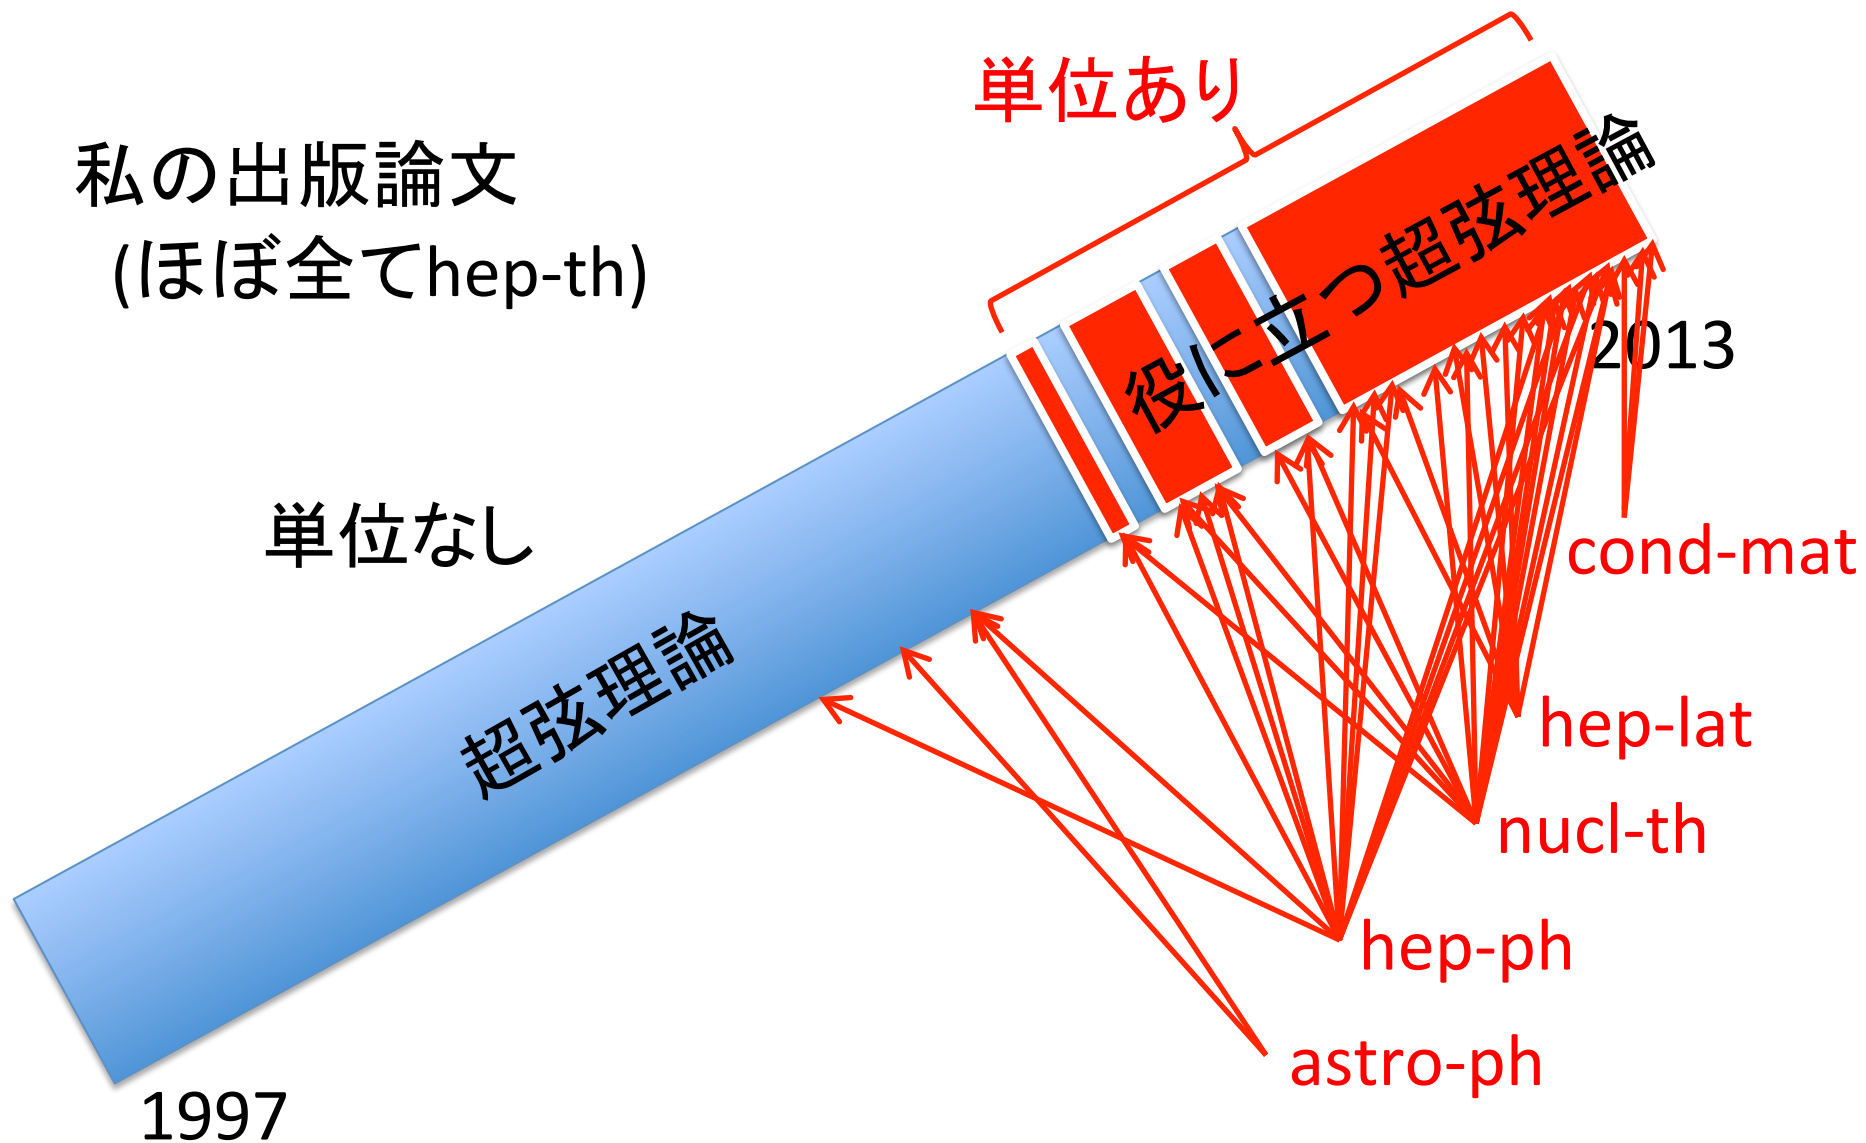 単位あり
私の出版論文
(ほぼ全てhep-th)
役に立つ超弦理論
2013
単位なし
cond-mat
超弦理論
hep-lat
nucl-th
hep-ph
astro-ph
1997